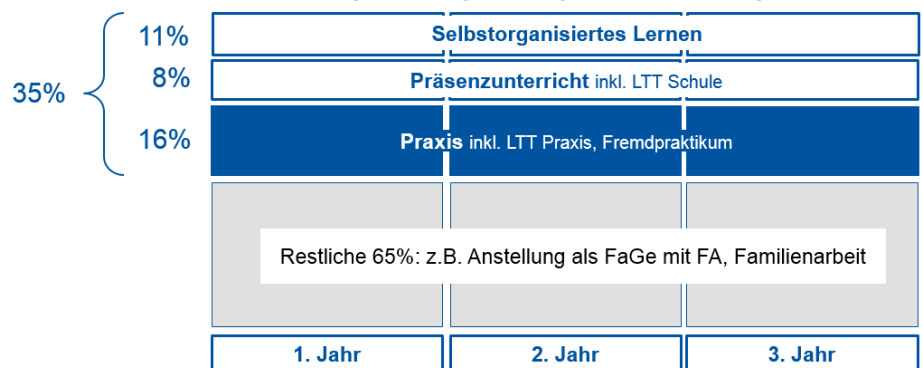 11%
Selbstorganisiertes Lernen
8%
Präsenzunterricht inkl. LTT Schule
35%
16%
Praxis inkl. LTT Praxis, Fremdpraktikum
Restliche 65%: z.B. Anstellung als FaGe mit FA, Familienarbeit
1. Jahr
2. Jahr
3. Jahr